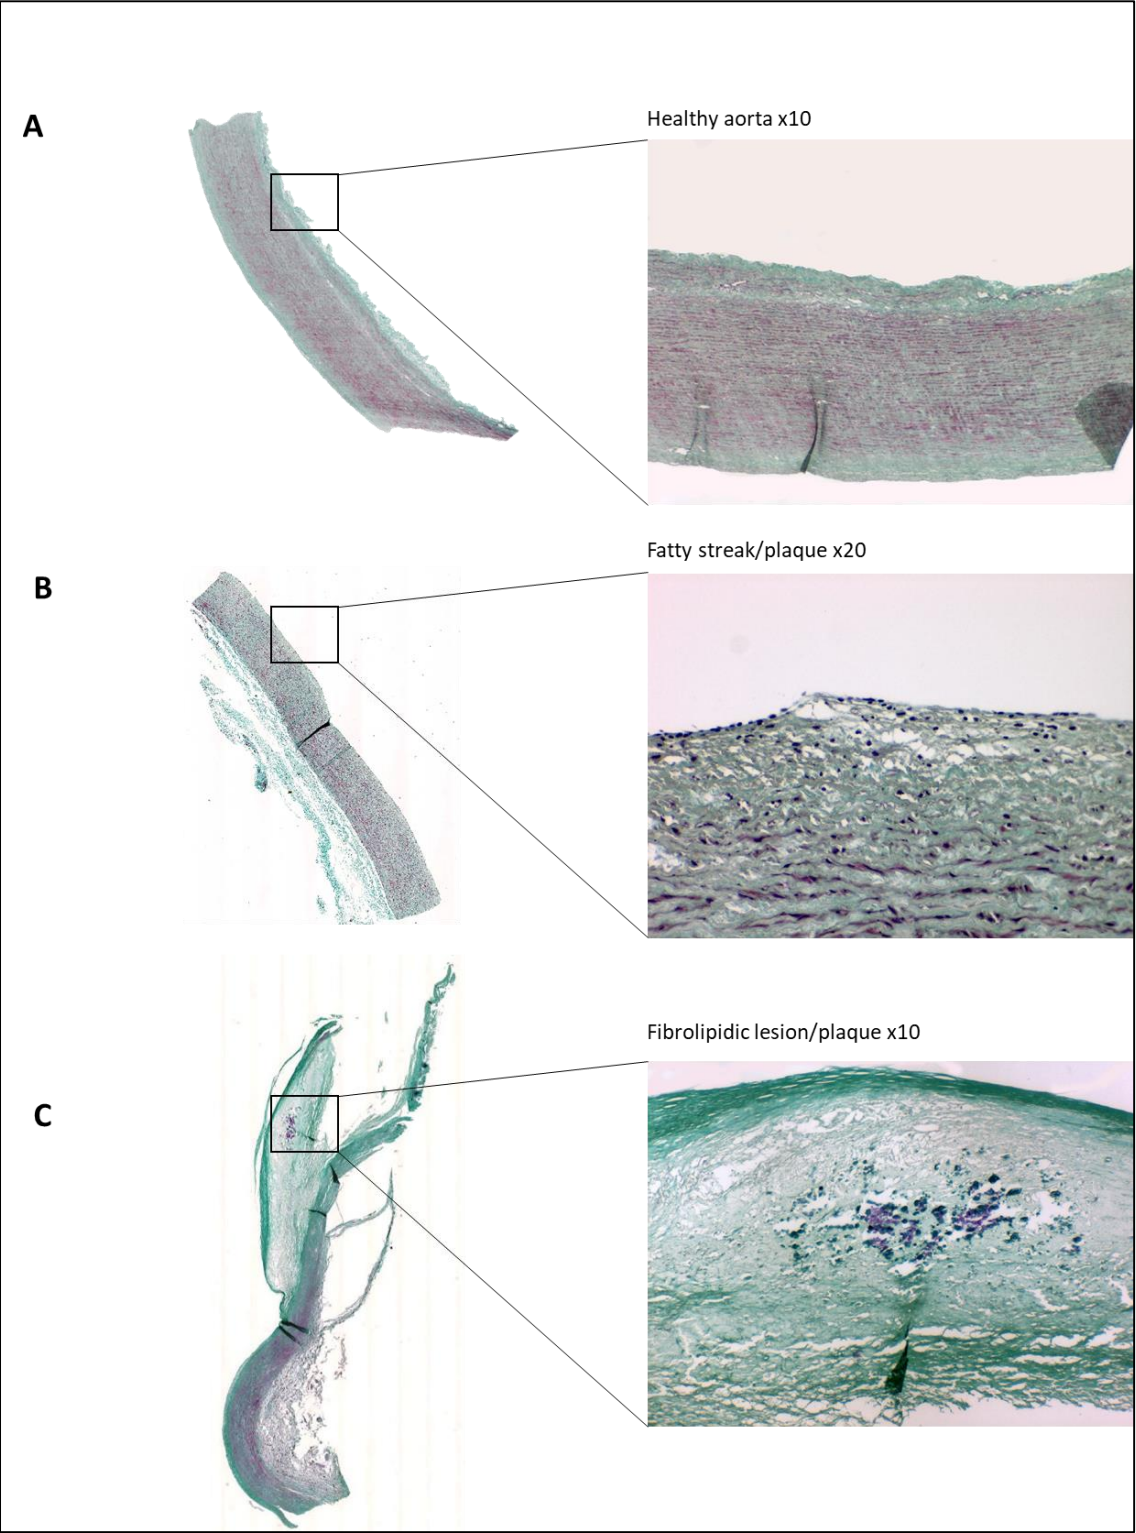 A
Healthy aorta x10
B
Fatty streak/plaque x20
C
Fibrolipidic lesion/plaque x10